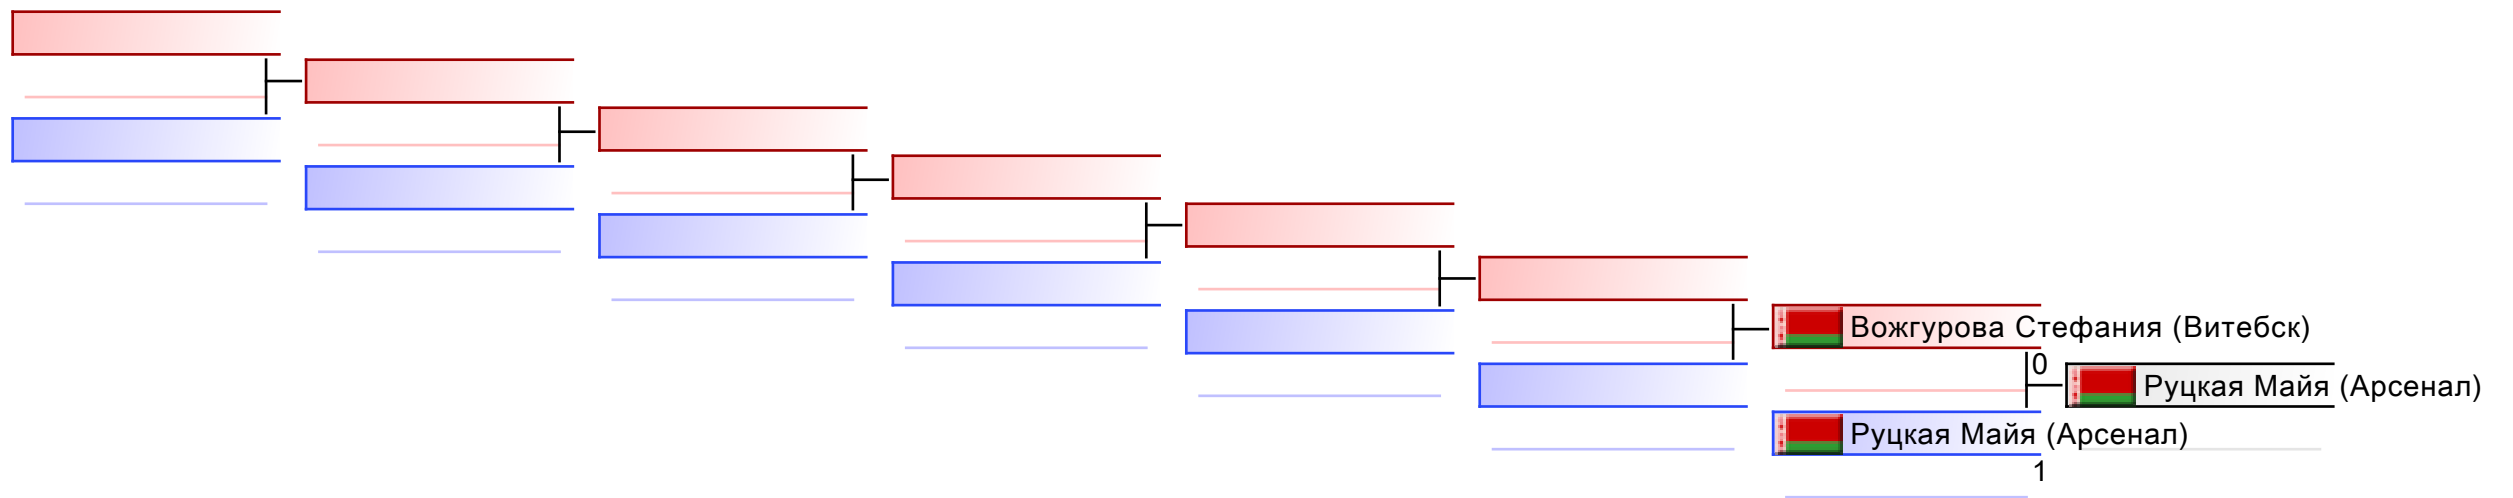 Вожгурова Стефания (Витебск)
0
Руцкая Майя (Арсенал)
Руцкая Майя (Арсенал)
1